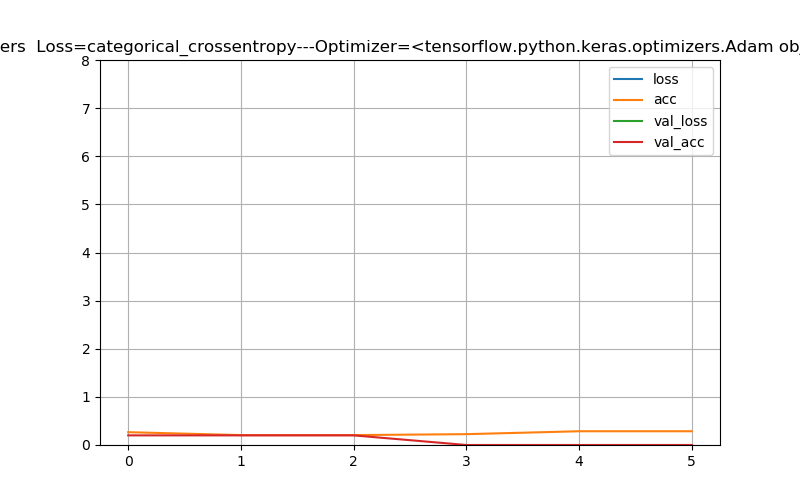 ers  Loss=categorical_crossentropy---Optimizer=<tensorflow.python.keras.optimizers.Adam ob
8
7
6
5
4
3
2
1
0
loss
acc
val_loss
val_acc
0 1 2 3 4 5